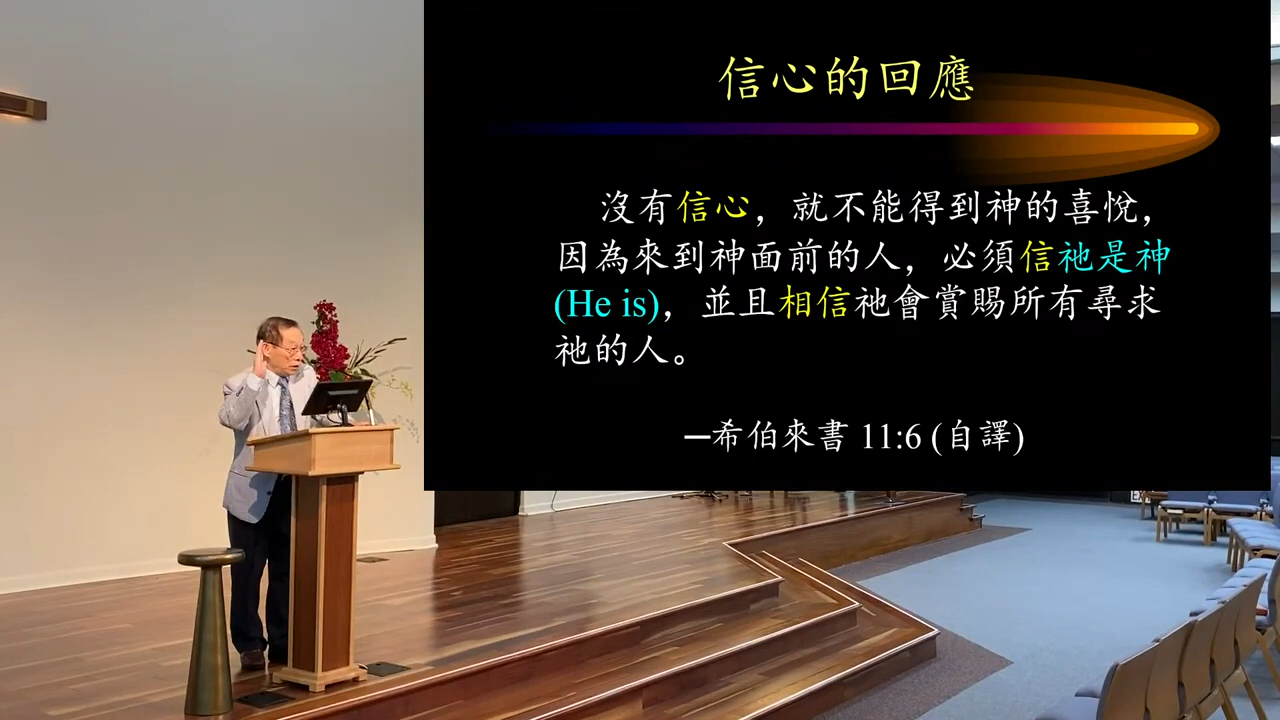 信心的回應
沒有信心，就不能得到神的喜悅，
因為來到神面前的人，必須信祂是神
(He is)，並且相信祂會賞賜所有尋求
祂的人。
─希伯來書 11:6 (自譯)